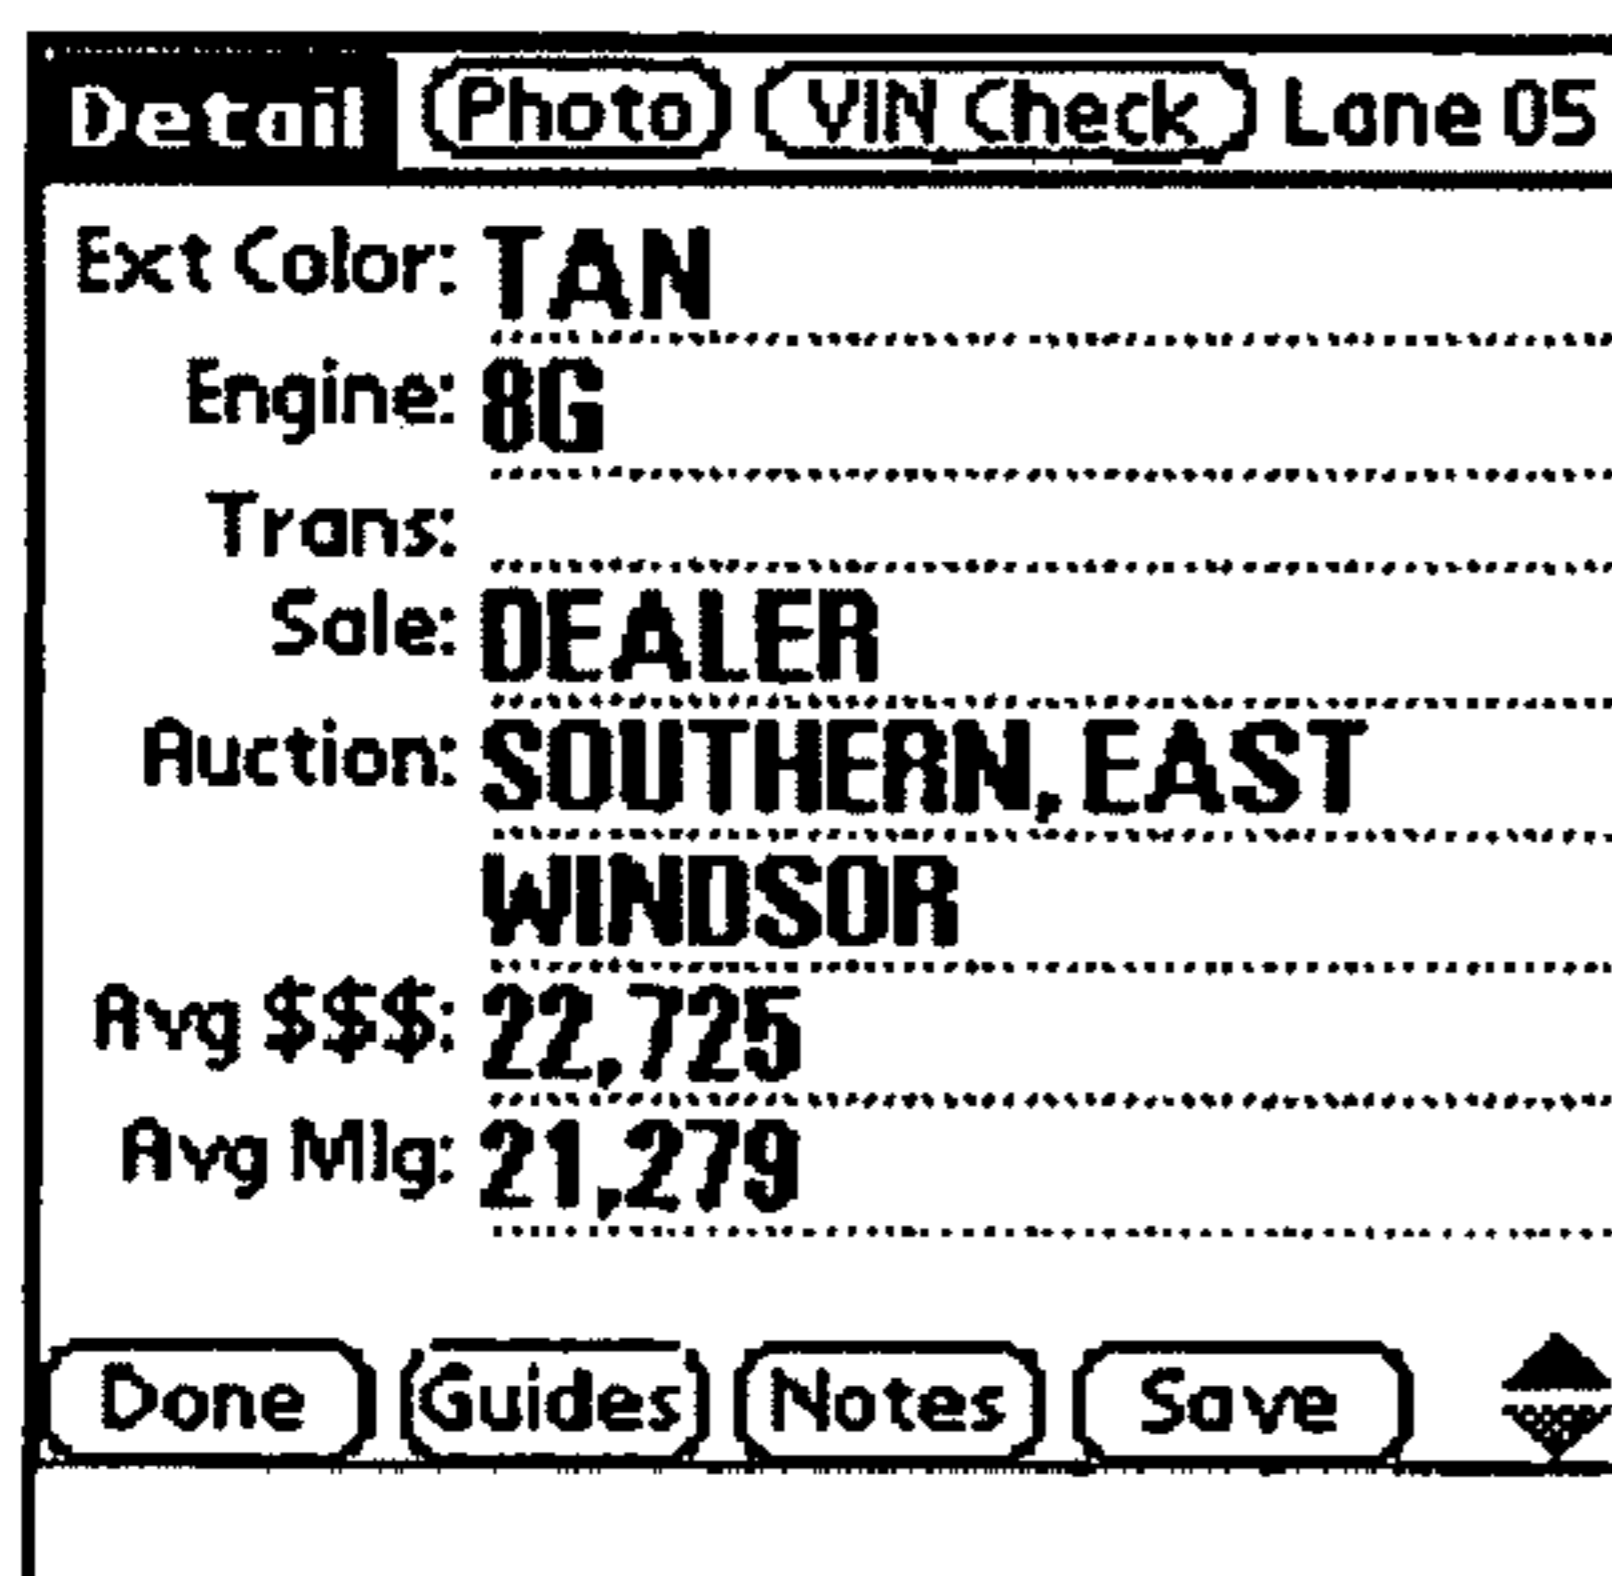 Detail Photo VIN Check Lane 05
Ext Color: TAN
Engine: 8G
Trans:
Sale: DEALER
Auction: SOUTHERN, EAST
WINDSOR
Avg $$$: 22,725
Avg Mlg: 21,279
Done Guides Notes Save